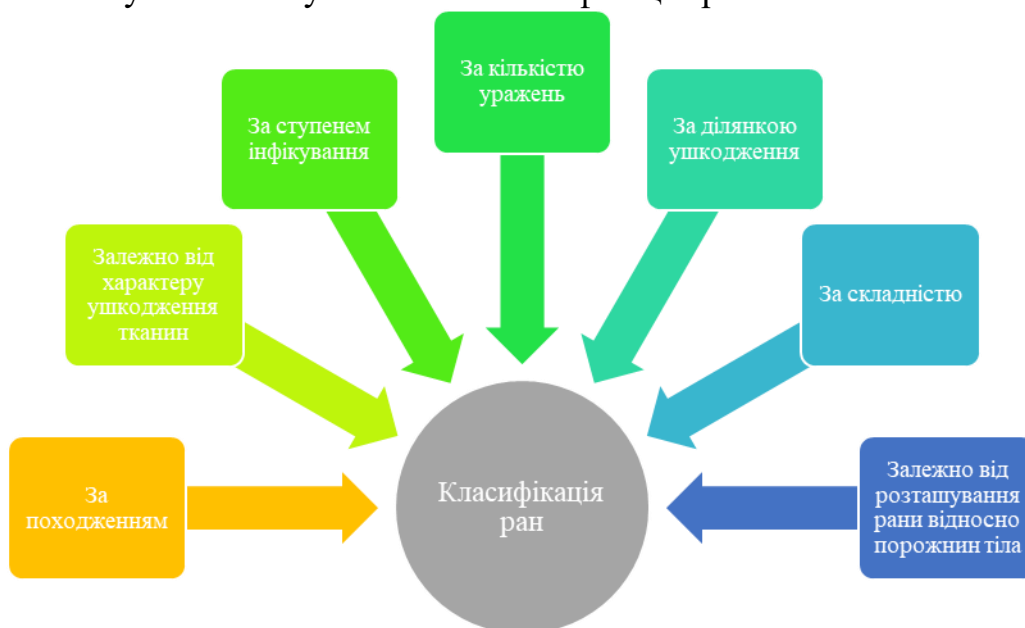 За кількістю
уражень
За ступенем
інфікування
За ділянкою
ушкодження
Залежно від
характеру
ушкодження
тканин
За складністю
За
походженням
Класифікація
ран
Залежно від
розташування
рани відносно
порожнин тіла